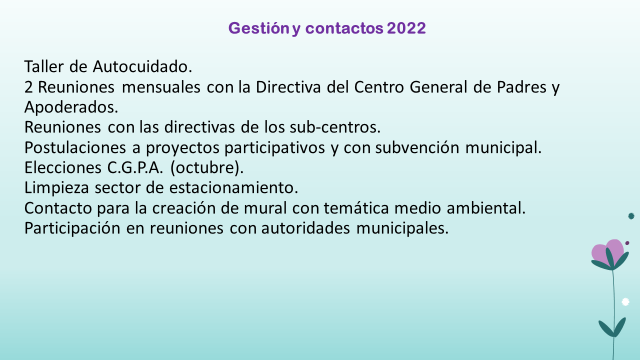 Gestión y contactos 2022
Taller de Autocuidado.
2 Reuniones mensuales con la Directiva del Centro General de Padres y
Apoderados.
Reuniones con las directivas de los sub-centros.
Postulaciones a proyectos participativos y con subvención municipal.
Elecciones C.G.P.A. (octubre).
Limpieza sector de estacionamiento.
Contacto para la creación de mural con temática medio ambiental.
Participación en reuniones con autoridades municipales.